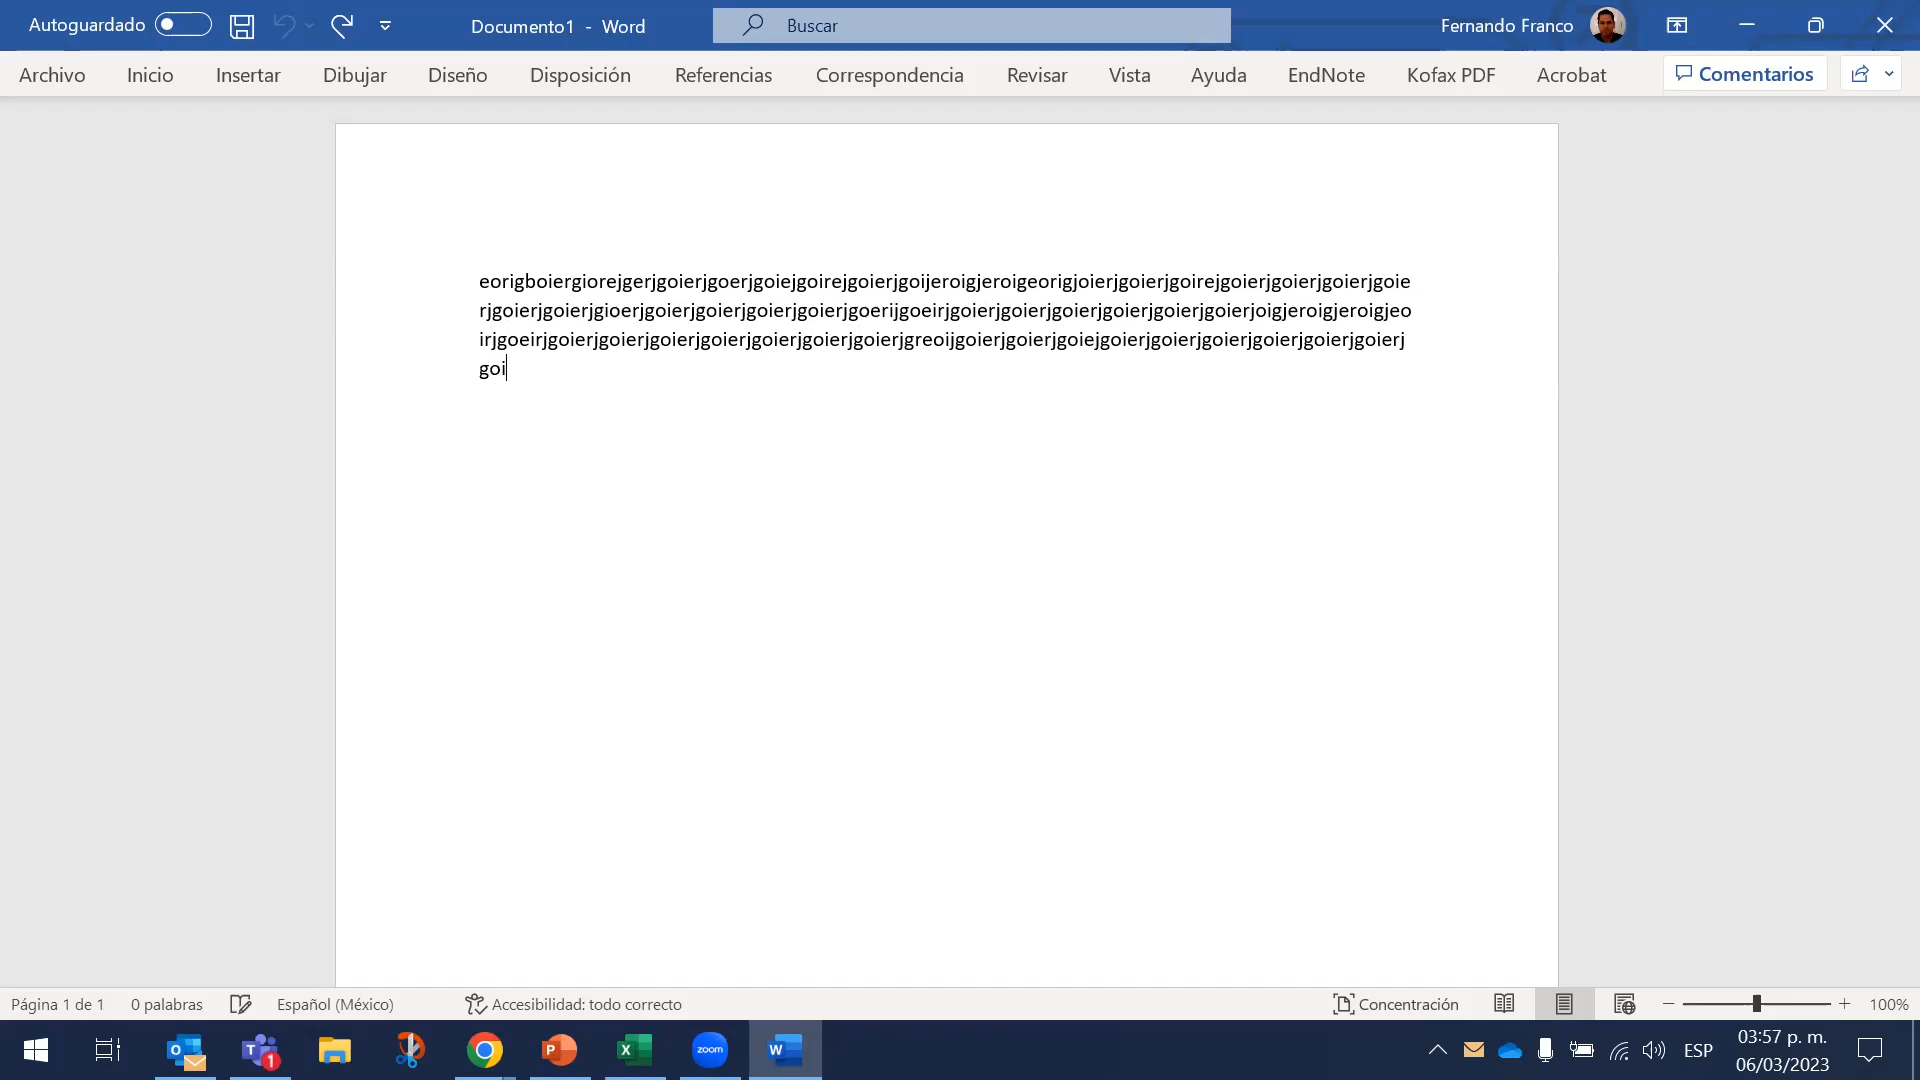 Autoguardado Documento1 - Word Buscar Fernando Franco
Archivo Inicio Insertar Dibujar Diseño Disposición Referencias Correspondencia Revisar Vista Ayuda EndNote Kofax PDF Acrobat Comentarios
eorigboiergiorejgerjgoierjgoerjgoiejgoirejgoierjgoijeroigjeroigeorigjoierjgoierjgoirejgoierjgoierjgoierjgoie
rjgoierjgoierjgioerjgoierjgoierjgoierjgoierjgoerijgoeirjgoierjgoierjgoierjgoierjgoierjgoierjoigjeroigjeroigjeo
irjgoeirjgoierjgoierjgoierjgoierjgoierjgoierjgoierjgreoijgoierjgoierjgoiejgoierjgoierjgoierjgoierjgoierjgoierj
goi
Página 1 de 1 0 palabras Español (México) Accesibilidad: todo correcto Concentración 100%
T 1 P X zoom W ESP 03:57 p. m.
06/03/2023